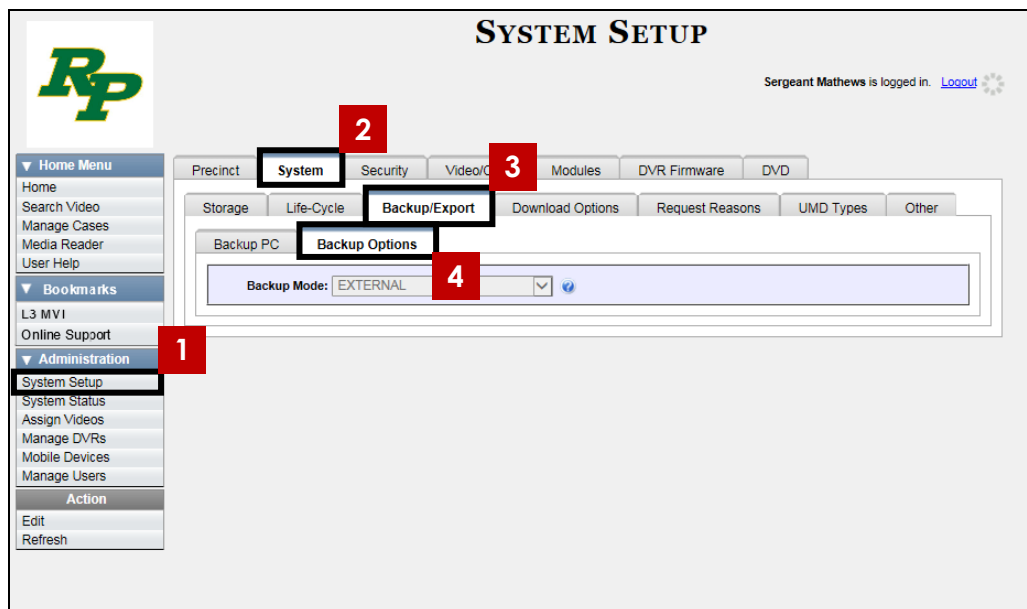 SYSTEM SETUP
RP
Sergeant Mathews is logged in. Logout
2
3
Precinct System Security Video/ Modules DVR Firmware DVD
Storage Life-Cycle Backup/Export Download Options Request Reasons UMD Types Other
Backup PC Backup Options
4
Backup Mode: EXTERNAL
Home Menu
Home
Search Video
Manage Cases
Media Reader
User Help
Bookmarks
L3 MVI
Online Support
1
Administration
System Setup
System Status
Assign Videos
Manage DVRs
Mobile Devices
Manage Users
Action
Edit
Refresh